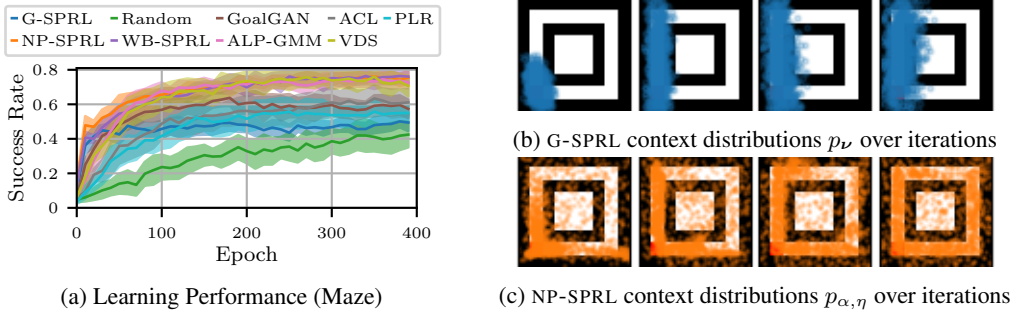 G-SPRL Random GoalGAN ACL PLR
NP-SPRL WB-SPRL ALP-GMM VDS
0.8
0.6
0.4
0.2
0
Success Rate
0 100 200 300 400
Epoch
(a) Learning Performance (Maze)
(b) G-SPRL context distributions p_ν over iterations
(c) NP-SPRL context distributions p_α,η over iterations